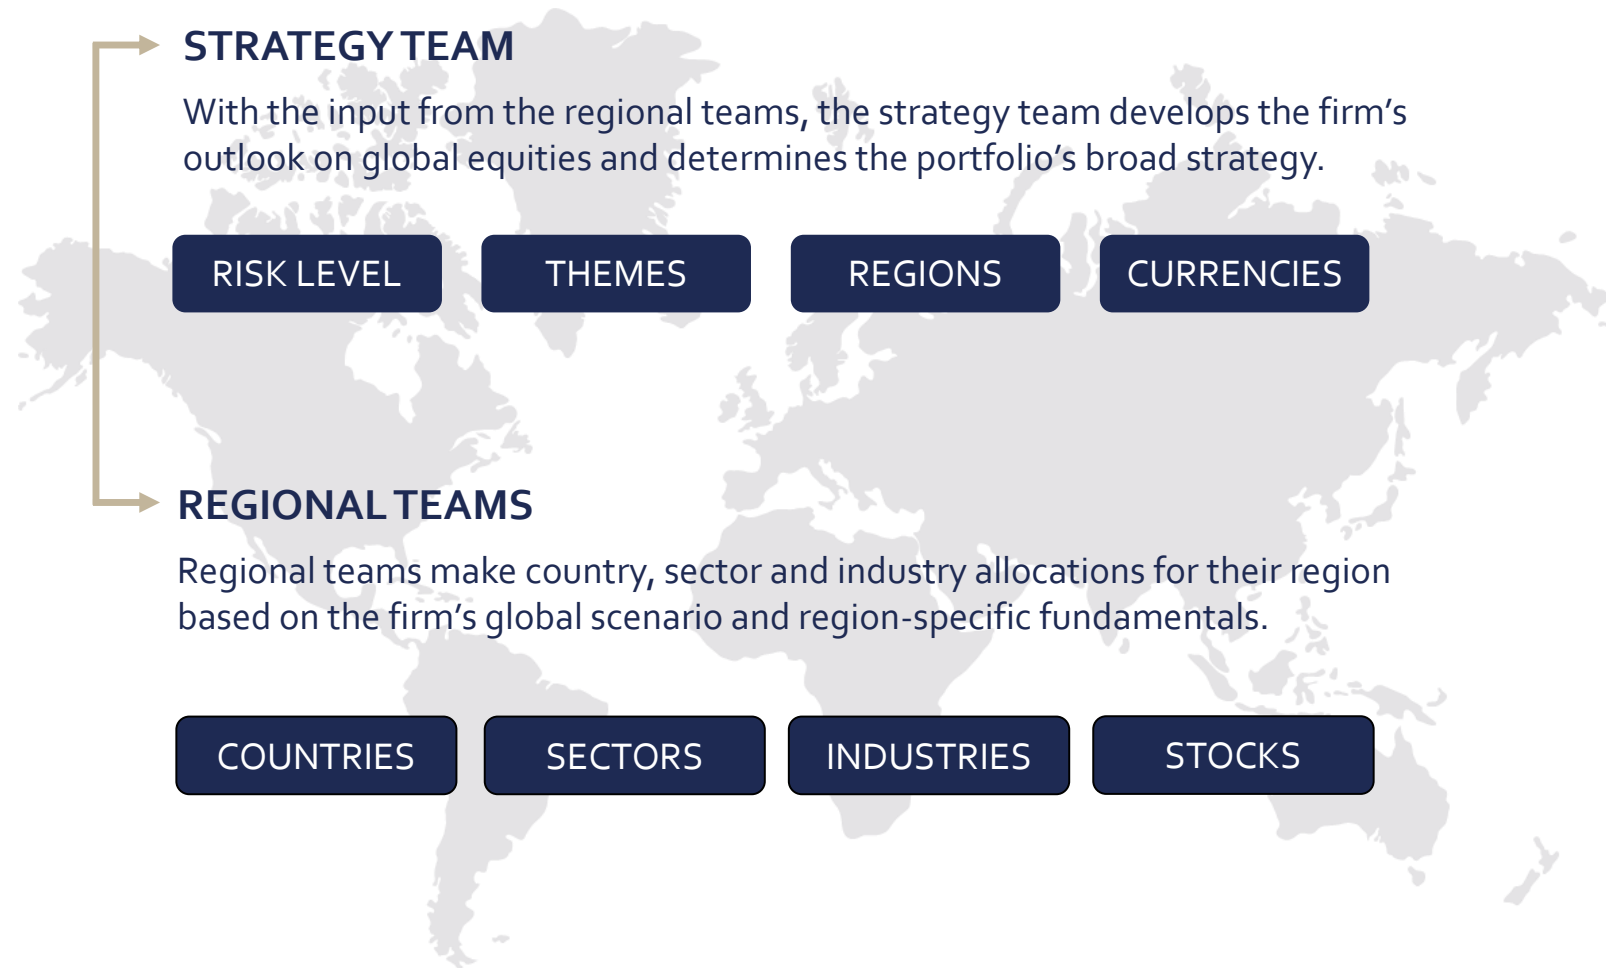 STRATEGY TEAM
With the input from the regional teams, the strategy team develops the firm’s
outlook on global equities and determines the portfolio’s broad strategy.
RISK LEVEL
THEMES
REGIONS
CURRENCIES
REGIONAL TEAMS
Regional teams make country, sector and industry allocations for their region
based on the firm’s global scenario and region-specific fundamentals.
COUNTRIES
SECTORS
INDUSTRIES
STOCKS